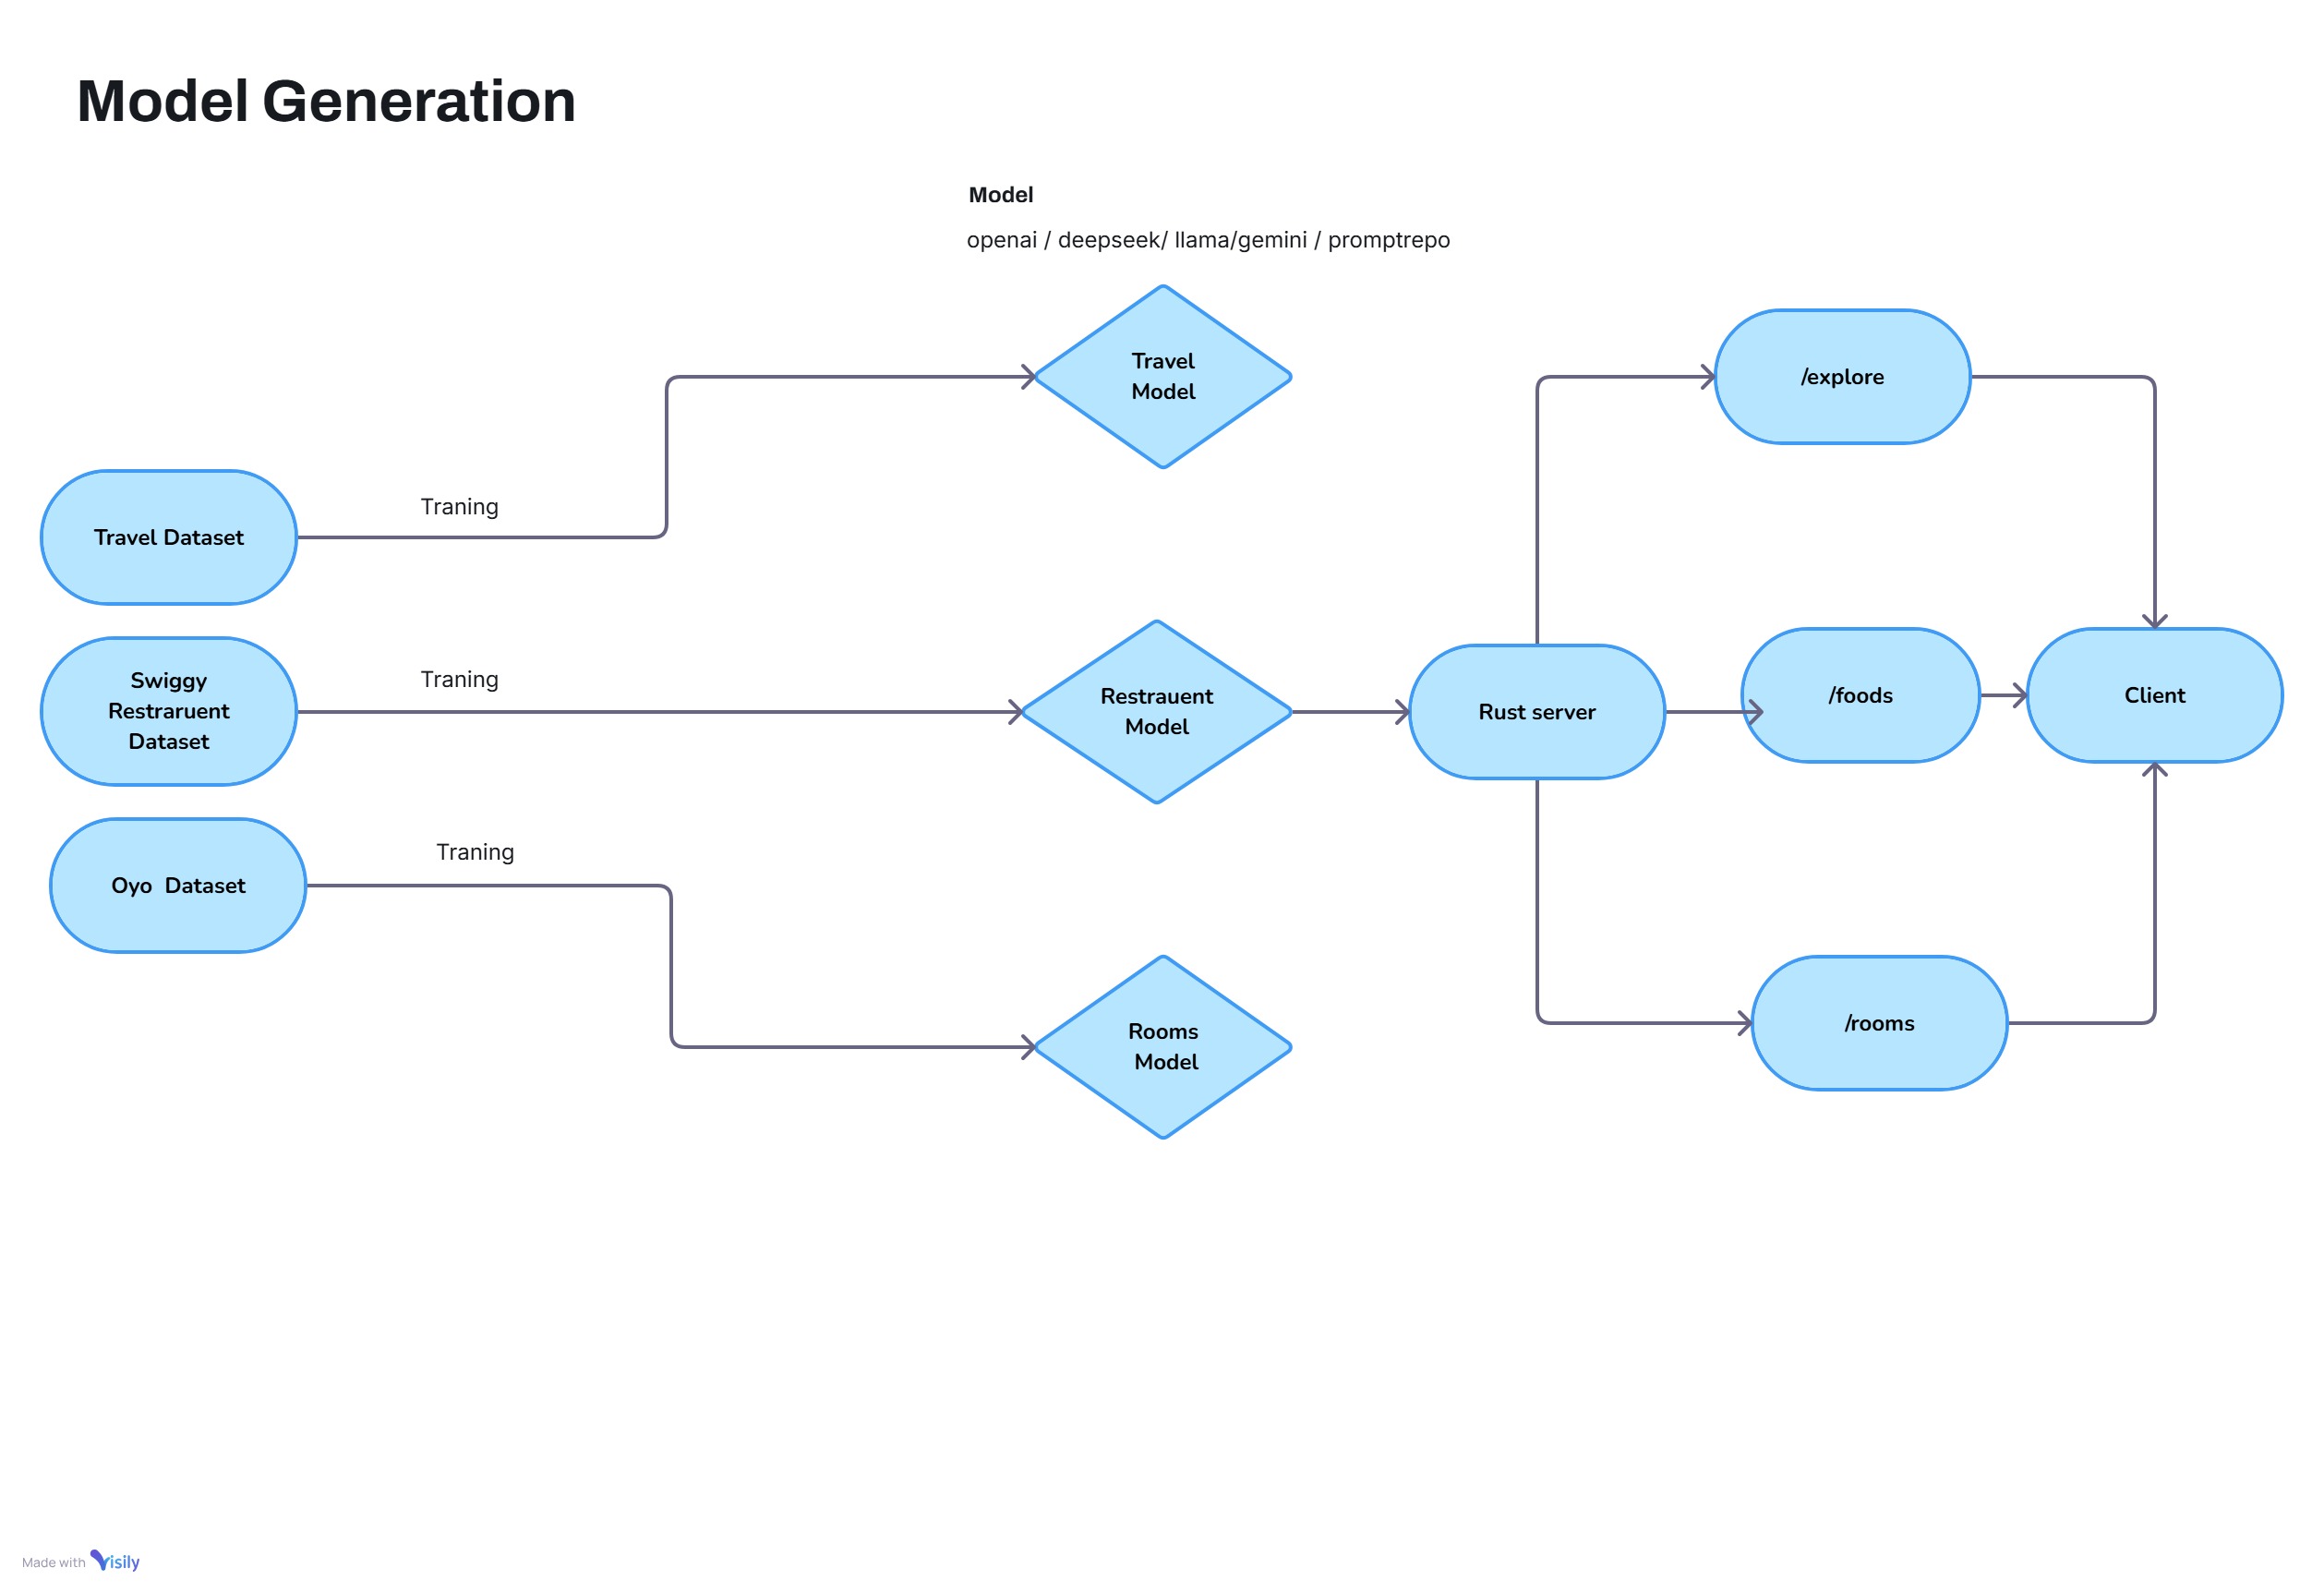 Model Generation
Model
openai / deepseek/ llama/gemini / promptrepo
Travel
Model
/explore
Traning
Travel Dataset
Swiggy
Restraruent
Dataset
Traning
Restrauent
Model
Rust server
/foods
Client
Traning
Oyo  Dataset
Rooms
Model
/rooms
Made with Visily